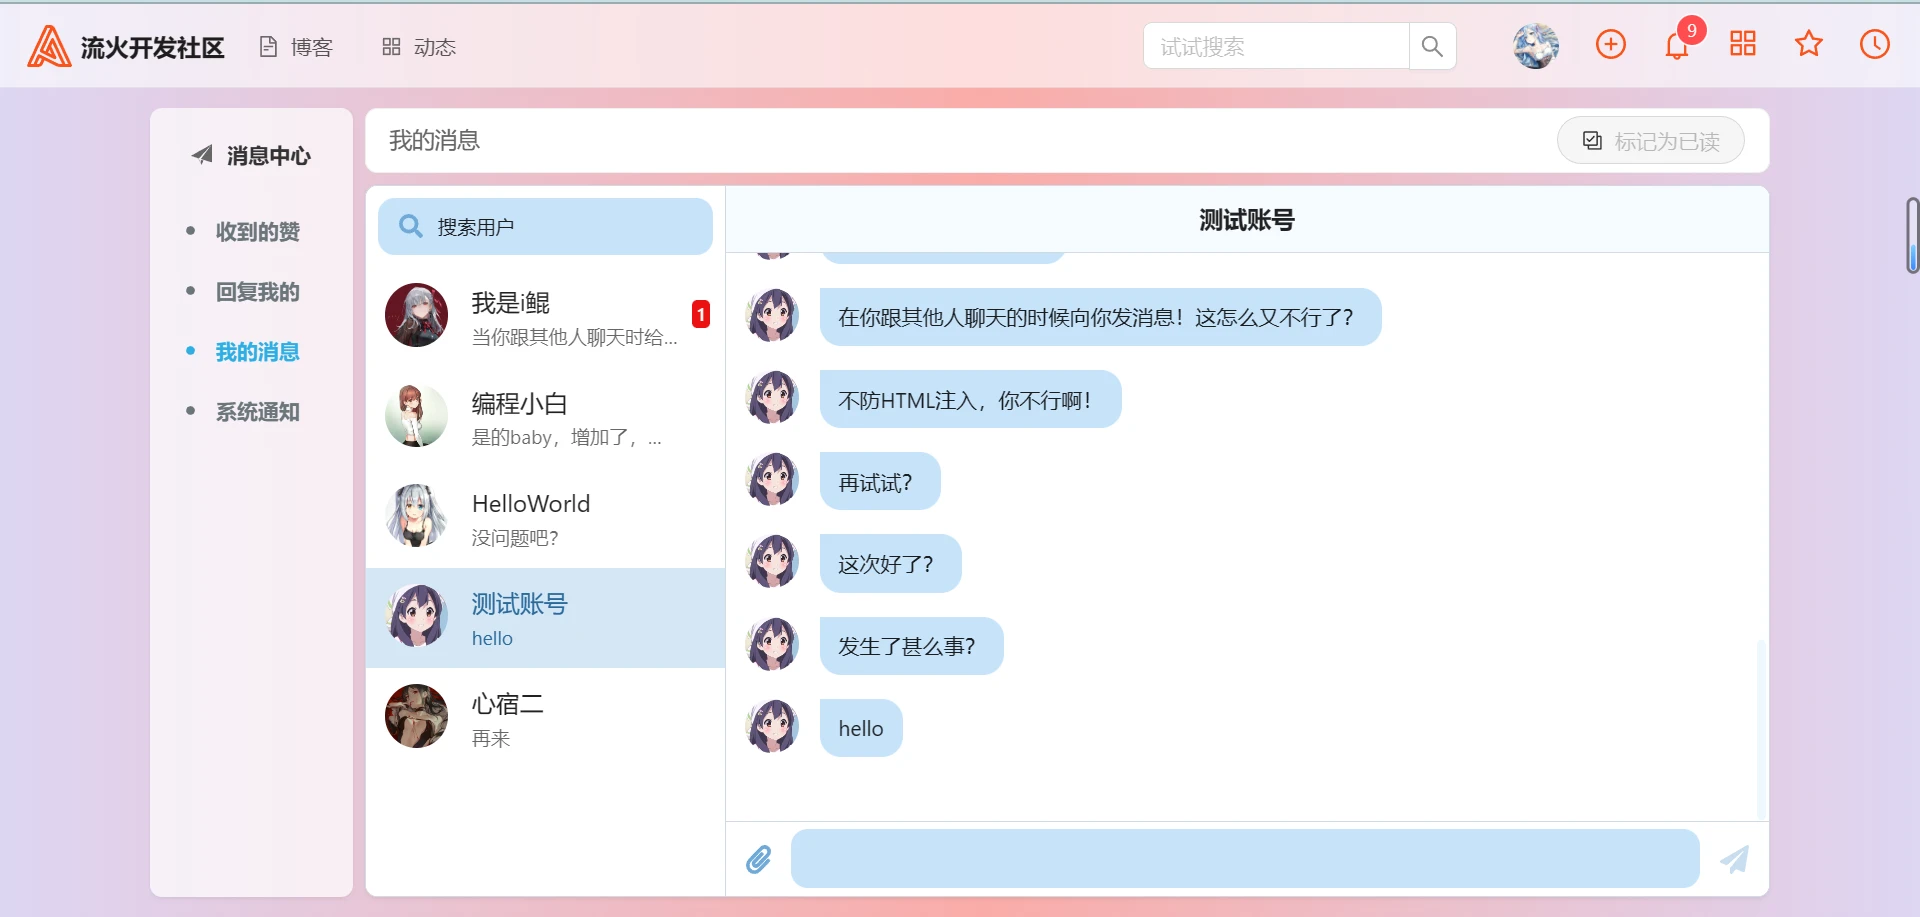 流火开发社区
博客
动态
试试搜索
9
消息中心
收到的赞
回复我的
我的消息
系统通知
我的消息
标记为已读
搜索用户
我是i鲲
当你跟其他人聊天时给...
1
编程小白
是的baby，增加了，...
HelloWorld
没问题吧？
测试账号
hello
心宿二
再来
测试账号
在你跟其他人聊天的时候向你发消息！这怎么又不行了？
不防HTML注入，你不行啊！
再试试？
这次好了？
发生了甚么事？
hello